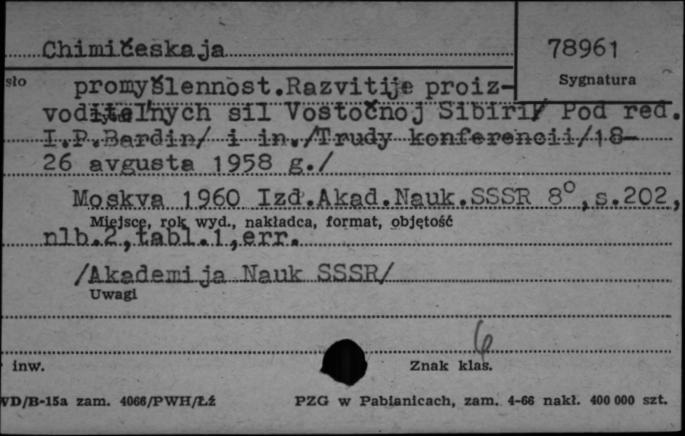 Chimičeskaja
78961
sło
Sygnatura
promyšlennost.Razvitije proiz-
voditelnych sil Vostočnoj Sibiri/ Pod red.
I.P.Bardin/ i in./Trudy konferencii/18-
26 avgusta 1958 g./
Moskva 1960 Izd.Akad.Nauk.SSSR 8°,s.202,
Miejsce, rok wyd., nakładca, format, objętość
nlb.2,tabl.1,err.
/Akademija Nauk SSSR/
Uwagi
6
inw.
Znak klas.
WD/B-15a zam. 4066/PWH/Łź
PZG w Pabianicach, zam. 4-66 nakł. 400 000 szt.